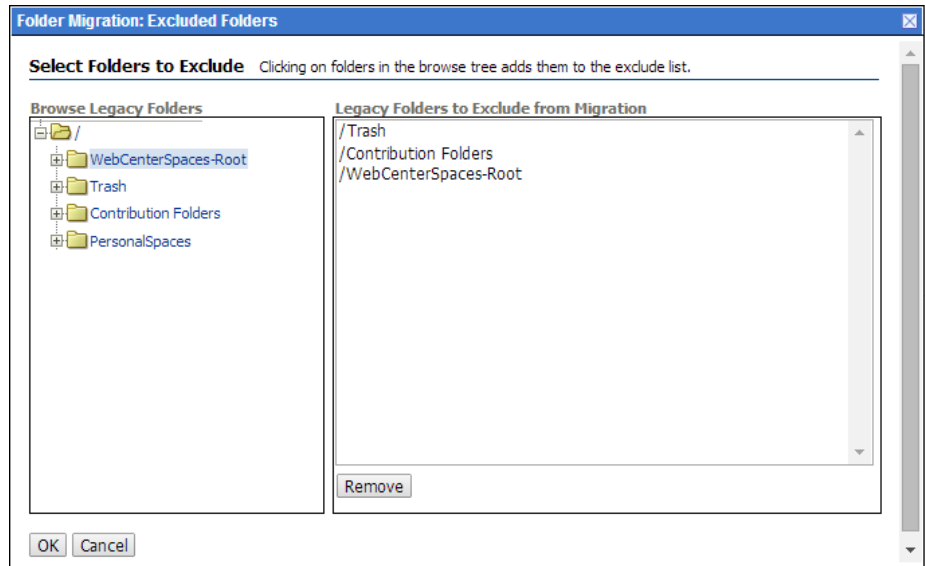 Folder Migration: Excluded Folders
Select Folders to Exclude Clicking on folders in the browse tree adds them to the exclude list.
Browse Legacy Folders
/
WebCenterSpaces-Root
Trash
Contribution Folders
PersonalSpaces
Legacy Folders to Exclude from Migration
/Trash
/Contribution Folders
/WebCenterSpaces-Root
Remove
OK Cancel